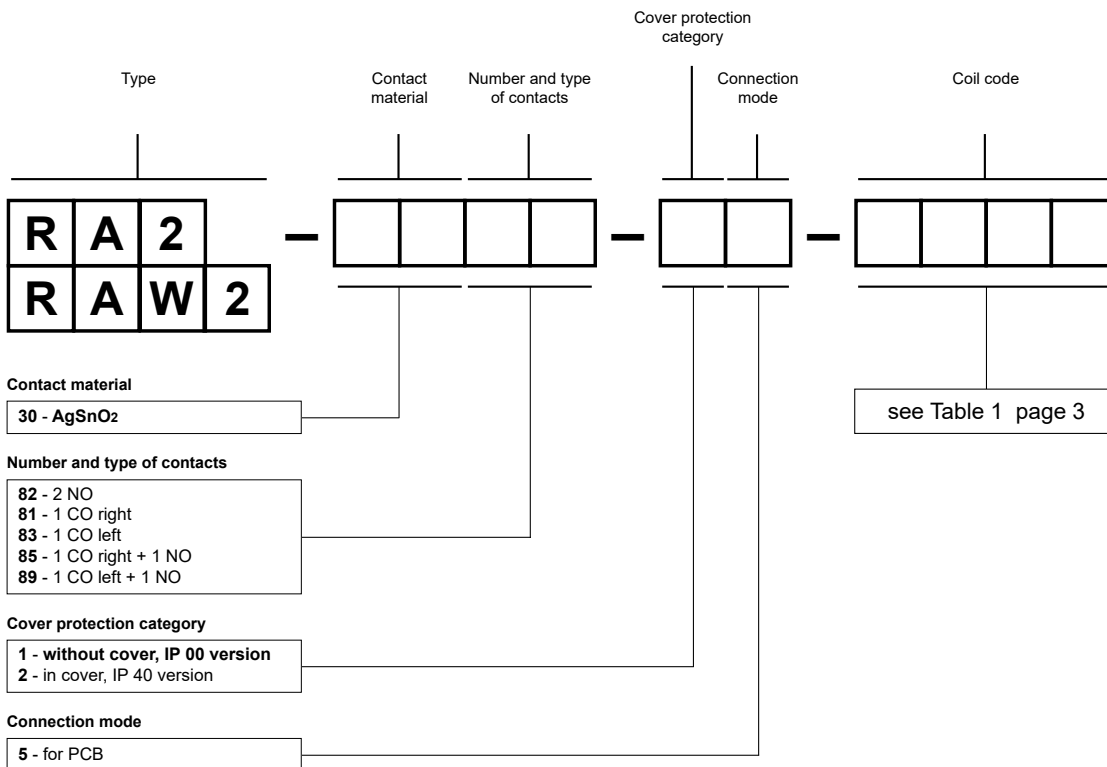 Cover protection
category
Type
Contact
material
Number and type
of contacts
Connection
mode
Coil code
RA2 – –  –
RAW2
Contact material
30 - AgSnO2
see Table 1 page 3
Number and type of contacts
82 - 2 NO
81 - 1 CO right
83 - 1 CO left
85 - 1 CO right + 1 NO
89 - 1 CO left + 1 NO
Cover protection category
1 - without cover, IP 00 version
2 - in cover, IP 40 version
Connection mode
5 - for PCB